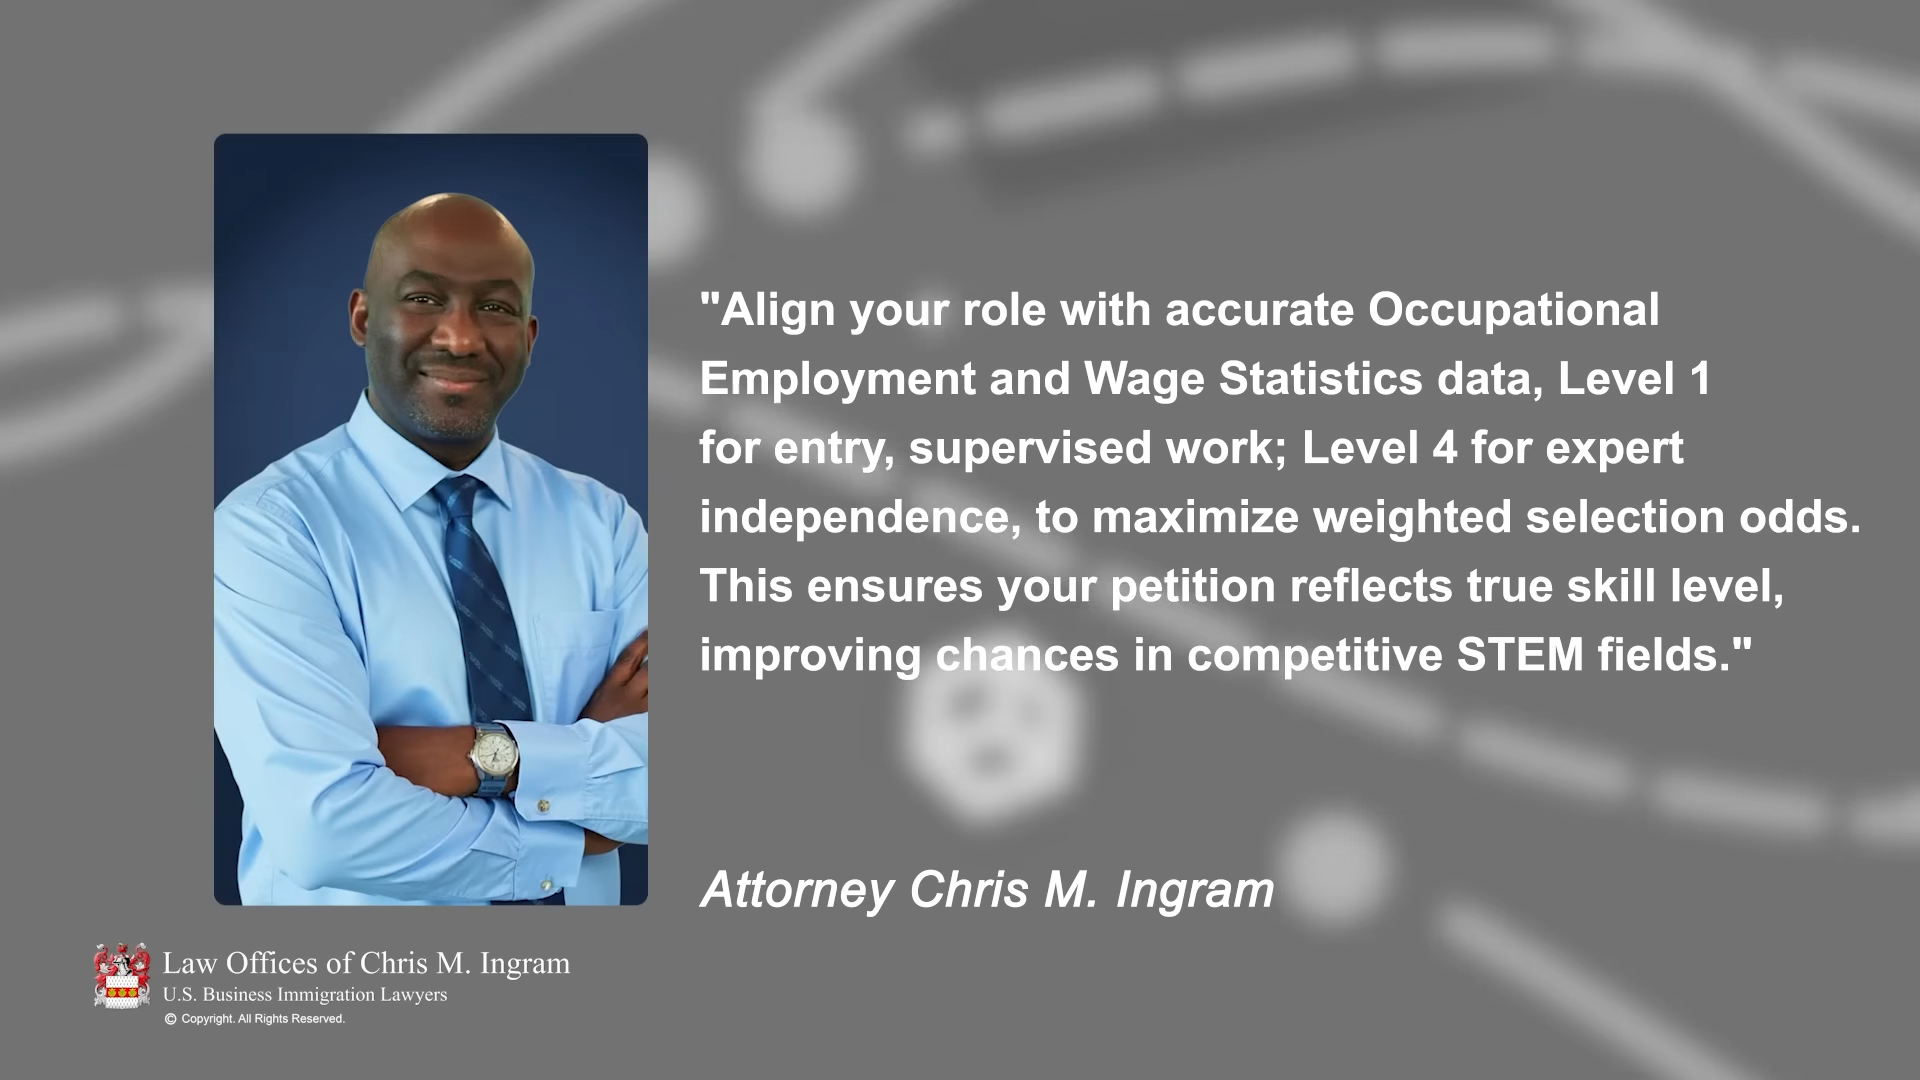 "Align your role with accurate Occupational
Employment and Wage Statistics data, Level 1
for entry, supervised work; Level 4 for expert
independence, to maximize weighted selection odds.
This ensures your petition reflects true skill level,
improving chances in competitive STEM fields."
Attorney Chris M. Ingram
Law Offices of Chris M. Ingram
U.S. Business Immigration Lawyers
© Copyright. All Rights Reserved.